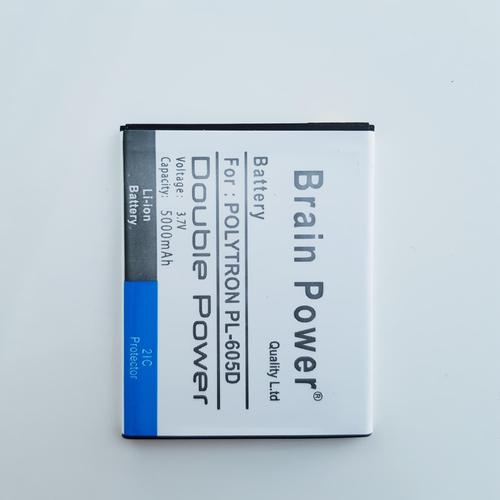 Brain Power®
Quality L.td
Battery
For : POLYTRON PL-605D
Double Power
Voltage: 3.7V
Capacity: 5000mAh
Li-ion
Battery
2IC
Protector